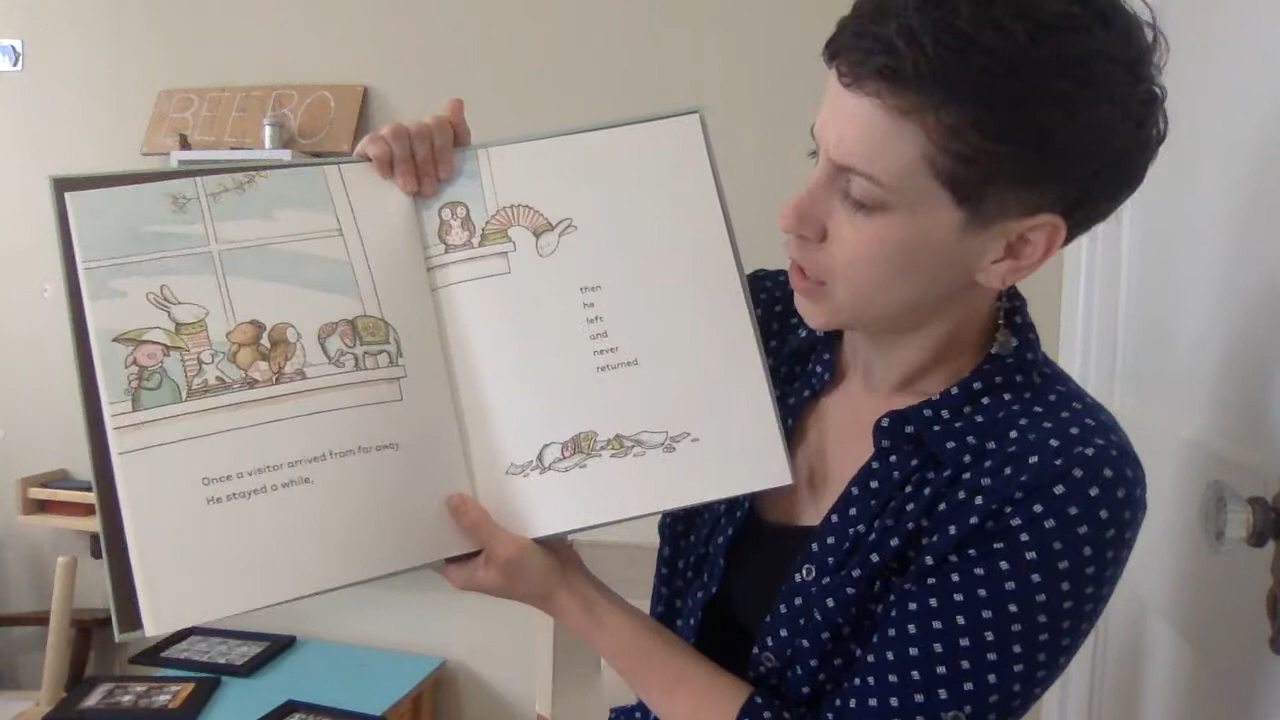 BEEBO
Once a visitor arrived from far away.
He stayed a while,
then
he
left
and
never
returned.